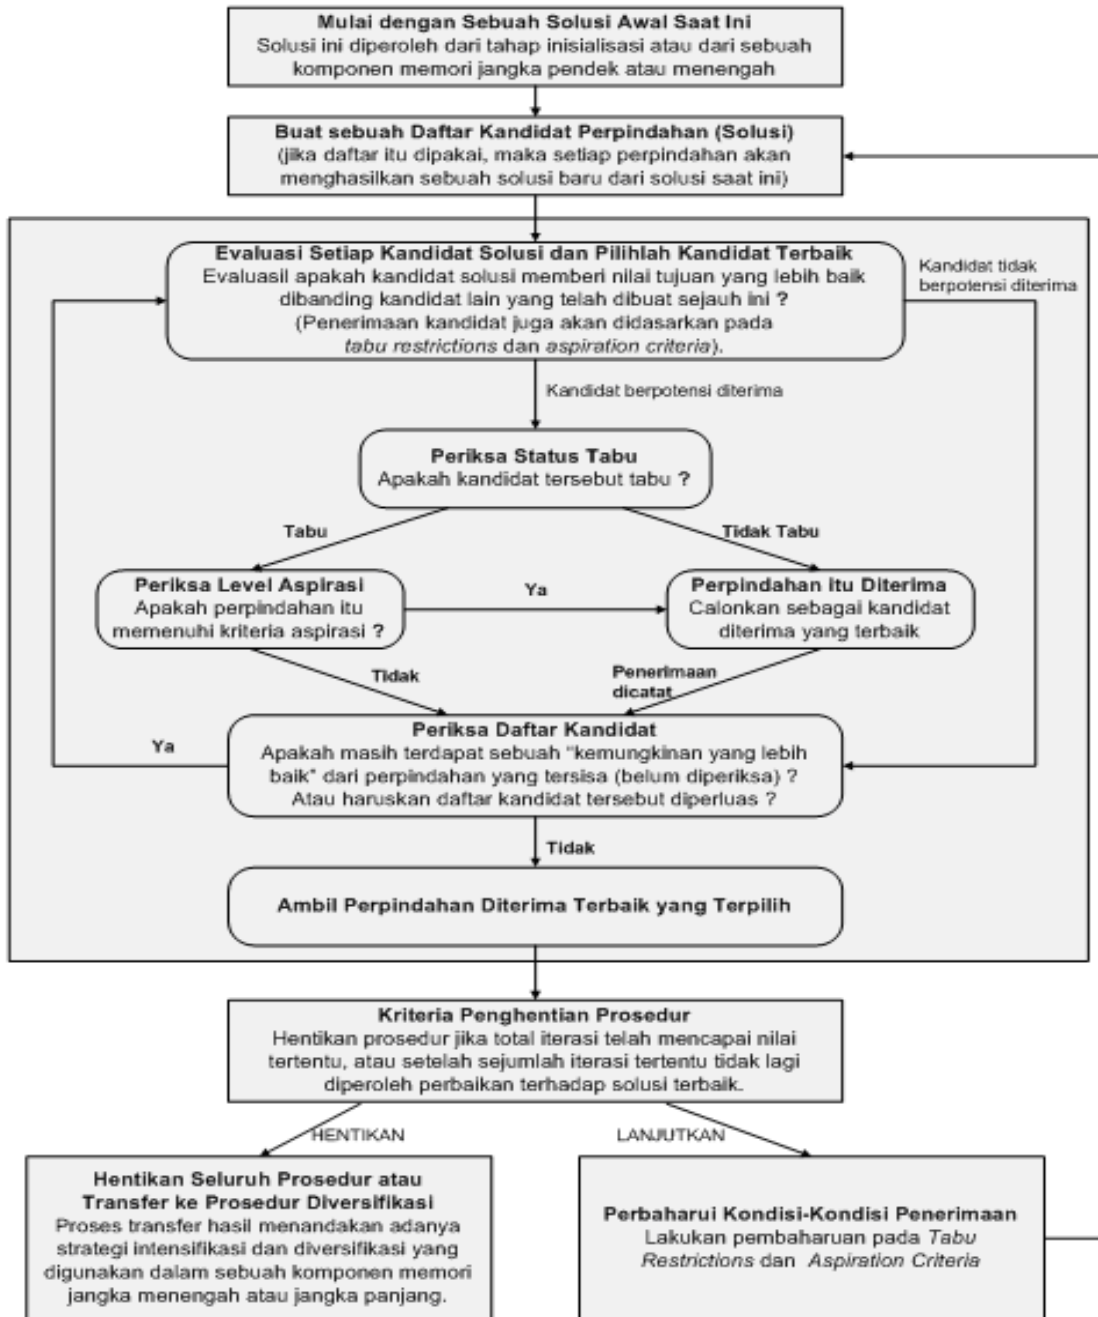 Mulai dengan Sebuah Solusi Awal Saat Ini
Solusi ini diperoleh dari tahap inisialisasi atau dari sebuah
komponen memori jangka pendek atau menengah
Buat sebuah Daftar Kandidat Perpindahan (Solusi)
(jika daftar itu dipakai, maka setiap perpindahan akan
menghasilkan sebuah solusi baru dari solusi saat ini)
Evaluasi Setiap Kandidat Solusi dan Pilihlah Kandidat Terbaik
Evaluasil apakah kandidat solusi memberi nilai tujuan yang lebih baik
dibanding kandidat lain yang telah dibuat sejauh ini ?
(Penerimaan kandidat juga akan didasarkan pada
tabu restrictions dan aspiration criteria).
Kandidat tidak
berpotensi diterima
Kandidat berpotensi diterima
Periksa Status Tabu
Apakah kandidat tersebut tabu ?
Tabu
Tidak Tabu
Periksa Level Aspirasi
Apakah perpindahan itu
memenuhi kriteria aspirasi ?
Ya
Perpindahan itu Diterima
Calonkan sebagai kandidat
diterima yang terbaik
Tidak
Penerimaan
dicatat
Ya
Periksa Daftar Kandidat
Apakah masih terdapat sebuah “kemungkinan yang lebih
baik” dari perpindahan yang tersisa (belum diperiksa) ?
Atau haruskan daftar kandidat tersebut diperluas ?
Tidak
Ambil Perpindahan Diterima Terbaik yang Terpilih
Kriteria Penghentian Prosedur
Hentikan prosedur jika total iterasi telah mencapai nilai
tertentu, atau setelah sejumlah iterasi tertentu tidak lagi
diperoleh perbaikan terhadap solusi terbaik.
HENTIKAN
LANJUTKAN
Hentikan Seluruh Prosedur atau
Transfer ke Prosedur Diversifikasi
Proses transfer hasil menandakan adanya
strategi intensifikasi dan diversifikasi yang
digunakan dalam sebuah komponen memori
jangka menengah atau jangka panjang.
Perbaharui Kondisi-Kondisi Penerimaan
Lakukan pembaharuan pada Tabu
Restrictions dan Aspiration Criteria